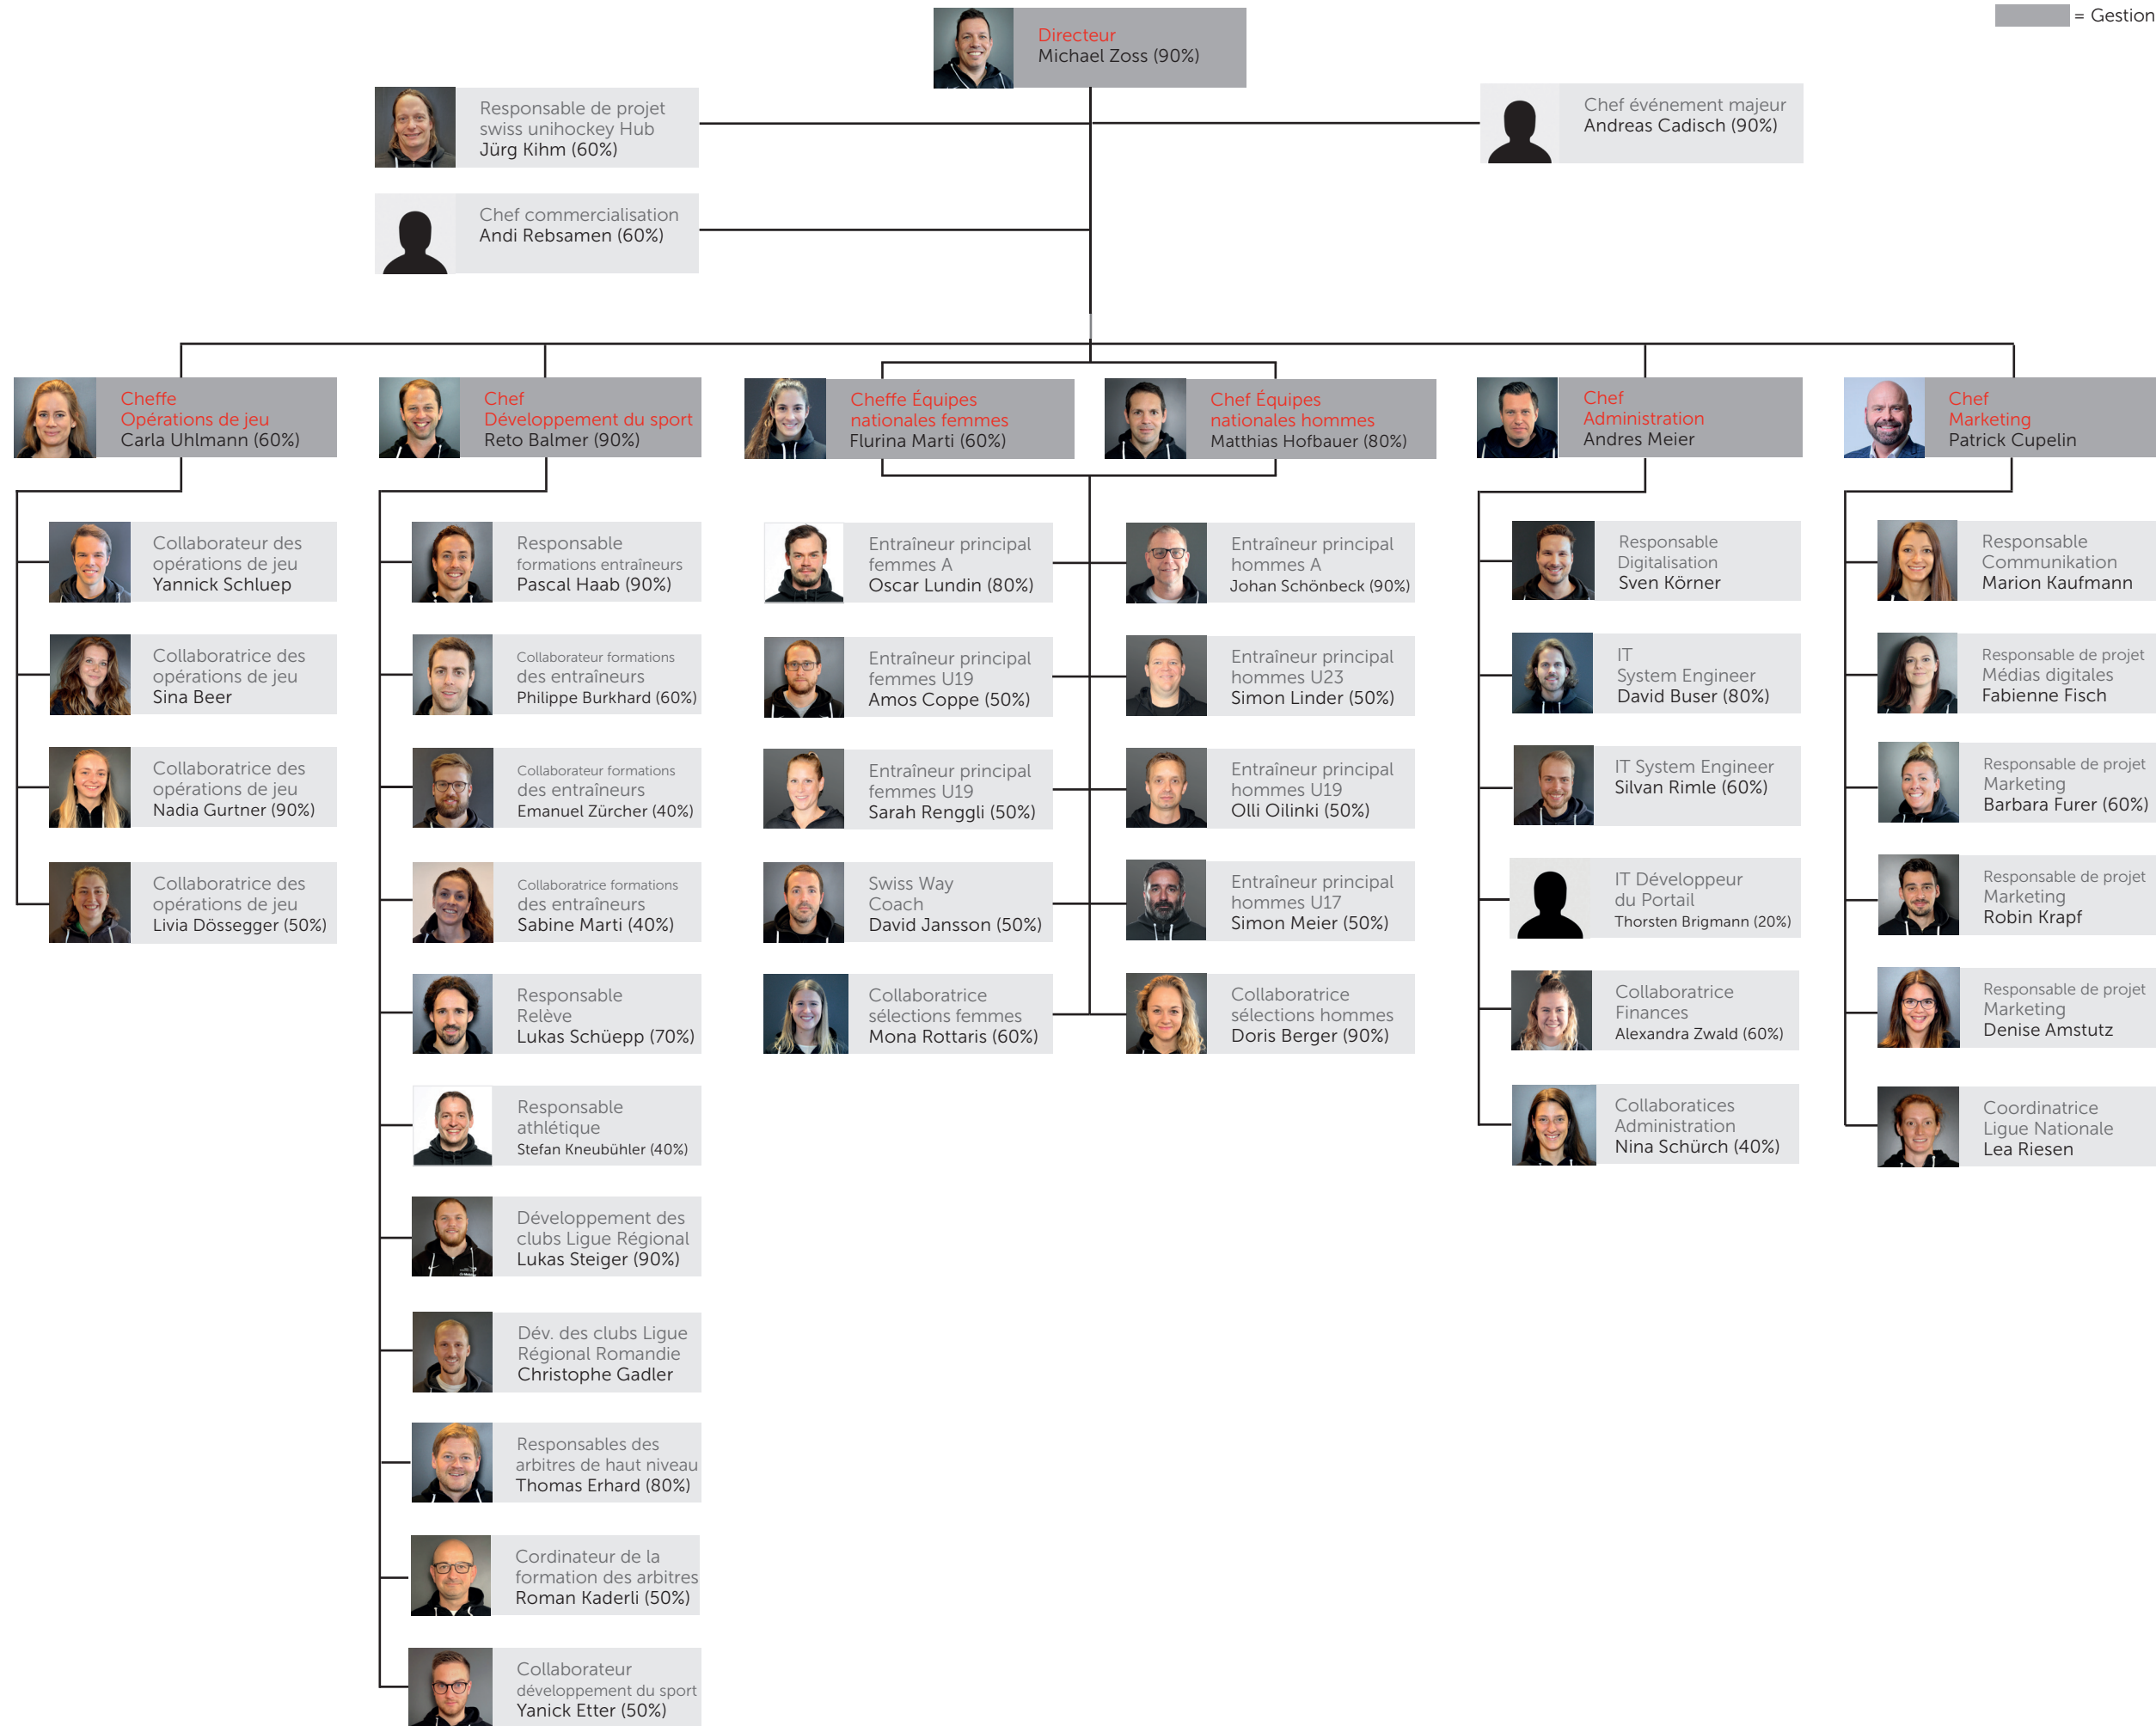 = Gestion
Directeur
Michael Zoss (90%)
Responsable de projet
swiss unihockey Hub
Jürg Kihm (60%)
Chef événement majeur
Andreas Cadisch (90%)
Chef commercialisation
Andi Rebsamen (60%)
Cheffe
Opérations de jeu
Carla Uhlmann (60%)
Chef
Développement du sport
Reto Balmer (90%)
Cheffe Équipes
nationales femmes
Flurina Marti (60%)
Chef Équipes
nationales hommes
Matthias Hofbauer (80%)
Chef
Administration
Andres Meier
Chef
Marketing
Patrick Cupelin
Collaborateur des
opérations de jeu
Yannick Schluep
Collaboratrice des
opérations de jeu
Sina Beer
Collaboratrice des
opérations de jeu
Nadia Gurtner (90%)
Collaboratrice des
opérations de jeu
Livia Dössegger (50%)
Responsable
formations entraîneurs
Pascal Haab (90%)
Collaborateur formations
des entraîneurs
Philippe Burkhard (60%)
Collaborateur formations
des entraîneurs
Emanuel Zürcher (40%)
Collaboratrice formations
des entraîneurs
Sabine Marti (40%)
Responsable
Relève
Lukas Schüepp (70%)
Responsable
athlétique
Stefan Kneubühler (40%)
Développement des
clubs Ligue Régional
Lukas Steiger (90%)
Dév. des clubs Ligue
Régional Romandie
Christophe Gadler
Responsables des
arbitres de haut niveau
Thomas Erhard (80%)
Cordinateur de la
formation des arbitres
Roman Kaderli (50%)
Collaborateur
développement du sport
Yanick Etter (50%)
Entraîneur principal
femmes A
Oscar Lundin (80%)
Entraîneur principal
femmes U19
Amos Coppe (50%)
Entraîneur principal
femmes U19
Sarah Renggli (50%)
Swiss Way
Coach
David Jansson (50%)
Collaboratrice
sélections femmes
Mona Rottaris (60%)
Entraîneur principal
hommes A
Johan Schönbeck (90%)
Entraîneur principal
hommes U23
Simon Linder (50%)
Entraîneur principal
hommes U19
Olli Oilinki (50%)
Entraîneur principal
hommes U17
Simon Meier (50%)
Collaboratrice
sélections hommes
Doris Berger (90%)
Responsable
Digitalisation
Sven Körner
IT
System Engineer
David Buser (80%)
IT System Engineer
Silvan Rimle (60%)
IT Développeur
du Portail
Thorsten Brigmann (20%)
Collaboratrice
Finances
Alexandra Zwald (60%)
Collaboratices
Administration
Nina Schürch (40%)
Responsable
Communikation
Marion Kaufmann
Responsable de projet
Médias digitales
Fabienne Fisch
Responsable de projet
Marketing
Barbara Furer (60%)
Responsable de projet
Marketing
Robin Krapf
Responsable de projet
Marketing
Denise Amstutz
Coordinatrice
Ligue Nationale
Lea Riesen